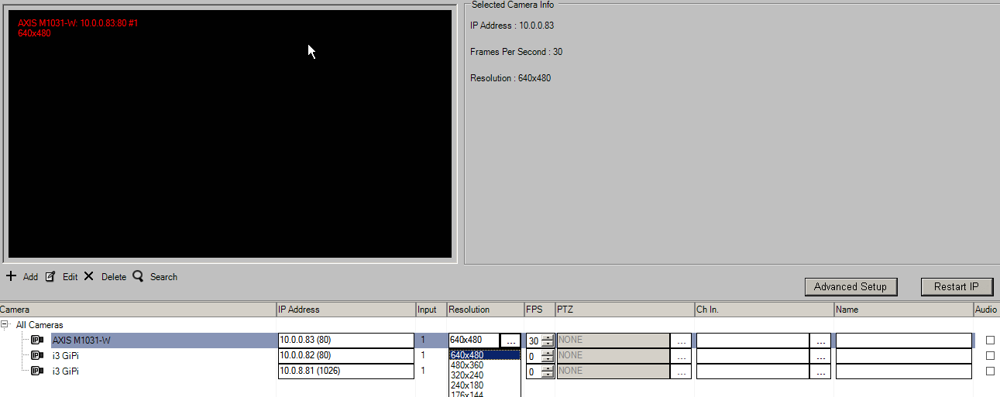 AXIS M1031-W: 10.0.0:83:80 #1
640x480
Selected Camera Info
IP Address : 10.0.0.83
Frames Per Second : 30
Resolution : 640x480
Add Edit Delete Search
Advanced Setup Restart IP
Camera IP Address Input Resolution FPS PTZ Ch In. Name Audio
All Cameras
IP AXIS M1031-W 10.0.0.83 (80) 1 640x480 ... 30 NONE ... ...
IP i3 GiPi 10.0.0.82 (80) 1 640x480 0 NONE ... ...
480x360
IP i3 GiPi 10.0.8.81 (1026) 1 320x240 0 NONE ... ...
240x180
176x144